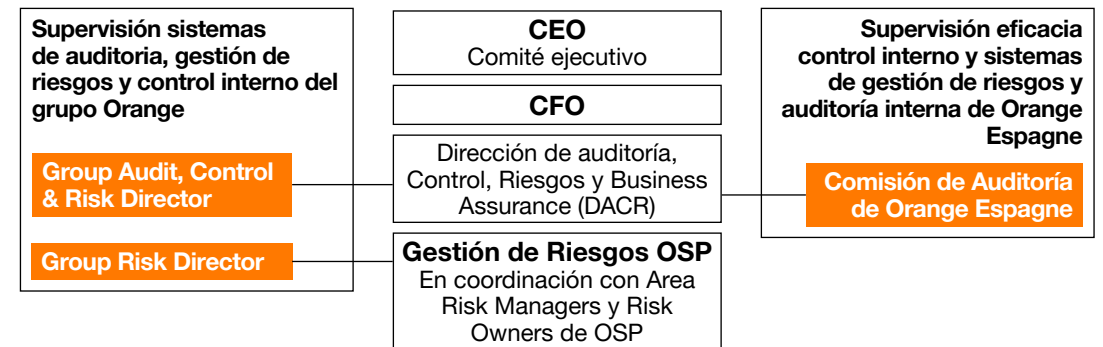 Supervisión sistemas
de auditoria, gestión de
riesgos y control interno del
grupo Orange
Group Audit, Control
& Risk Director
Group Risk Director
CEO
Comité ejecutivo
CFO
Dirección de auditoría,
Control, Riesgos y Business
Assurance (DACR)
Gestión de Riesgos OSP
En coordinación con Area
Risk Managers y Risk
Owners de OSP
Supervisión eficacia
control interno y sistemas
de gestión de riesgos y
auditoría interna de Orange
Espagne
Comisión de Auditoría
de Orange Espagne